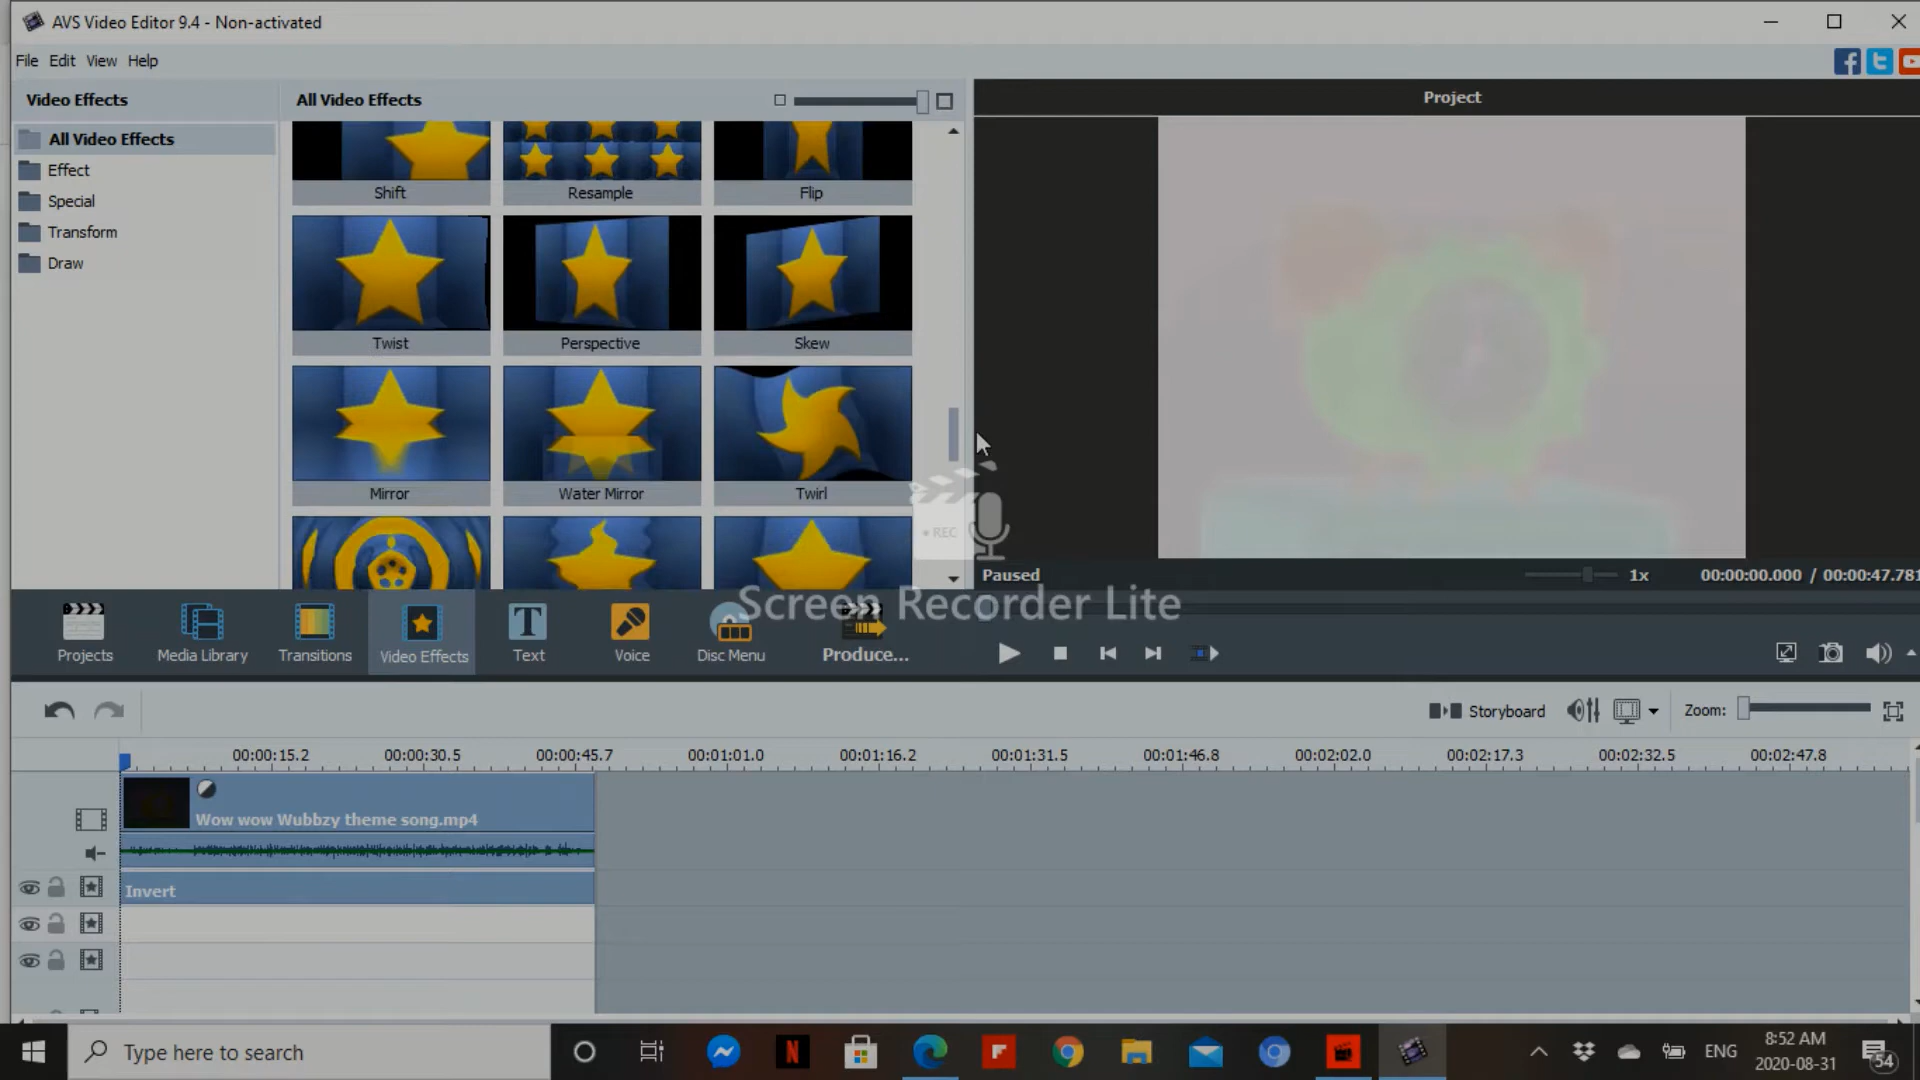 AVS Video Editor 9.4 - Non-activated
File Edit View Help
Video Effects
All Video Effects
Project
All Video Effects
Effect
Special
Transform
Draw
Shift
Resample
Flip
Twist
Perspective
Skew
Mirror
Water Mirror
Twirl
REC
Screen Recorder Lite
Paused
1x
00:00:00.000 / 00:00:47.781
Projects
Media Library
Transitions
Video Effects
Text
Voice
Disc Menu
Produce...
Storyboard
Zoom:
00:00:15.2
00:00:30.5
00:00:45.7
00:01:01.0
00:01:16.2
00:01:31.5
00:01:46.8
00:02:02.0
00:02:17.3
00:02:32.5
00:02:47.8
Wow wow Wubbzy theme song.mp4
Invert
Type here to search
ENG
8:52 AM
2020-08-31
54